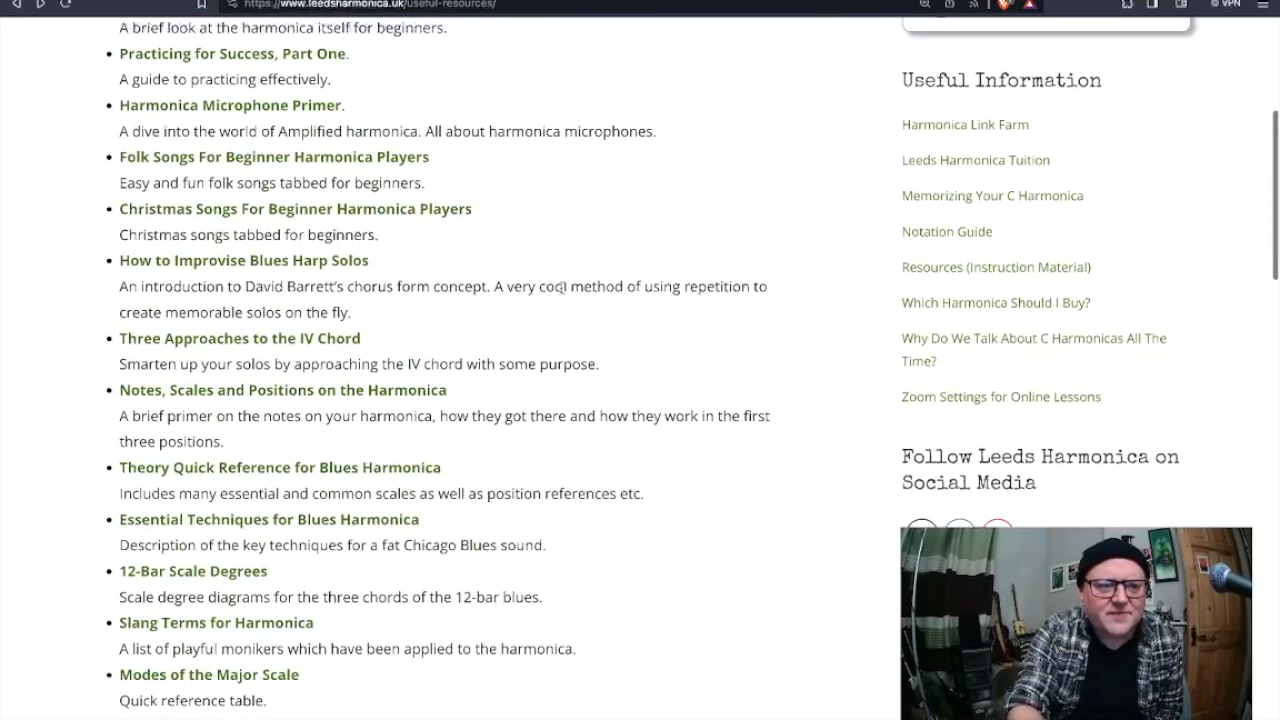 https://www.leedsharmonica.uk/useful-resources/
VPN
A brief look at the harmonica itself for beginners.
Practicing for Success, Part One.
A guide to practicing effectively.
Harmonica Microphone Primer.
A dive into the world of Amplified harmonica. All about harmonica microphones.
Folk Songs For Beginner Harmonica Players
Easy and fun folk songs tabbed for beginners.
Christmas Songs For Beginner Harmonica Players
Christmas songs tabbed for beginners.
How to Improvise Blues Harp Solos
An introduction to David Barrett's chorus form concept. A very cool method of using repetition to
create memorable solos on the fly.
Three Approaches to the IV Chord
Smarten up your solos by approaching the IV chord with some purpose.
Notes, Scales and Positions on the Harmonica
A brief primer on the notes on your harmonica, how they got there and how they work in the first
three positions.
Theory Quick Reference for Blues Harmonica
Includes many essential and common scales as well as position references etc.
Essential Techniques for Blues Harmonica
Description of the key techniques for a fat Chicago Blues sound.
12-Bar Scale Degrees
Scale degree diagrams for the three chords of the 12-bar blues.
Slang Terms for Harmonica
A list of playful monikers which have been applied to the harmonica.
Modes of the Major Scale
Quick reference table.
Useful Information
Harmonica Link Farm
Leeds Harmonica Tuition
Memorizing Your C Harmonica
Notation Guide
Resources (Instruction Material)
Which Harmonica Should I Buy?
Why Do We Talk About C Harmonicas All The
Time?
Zoom Settings for Online Lessons
Follow Leeds Harmonica on
Social Media